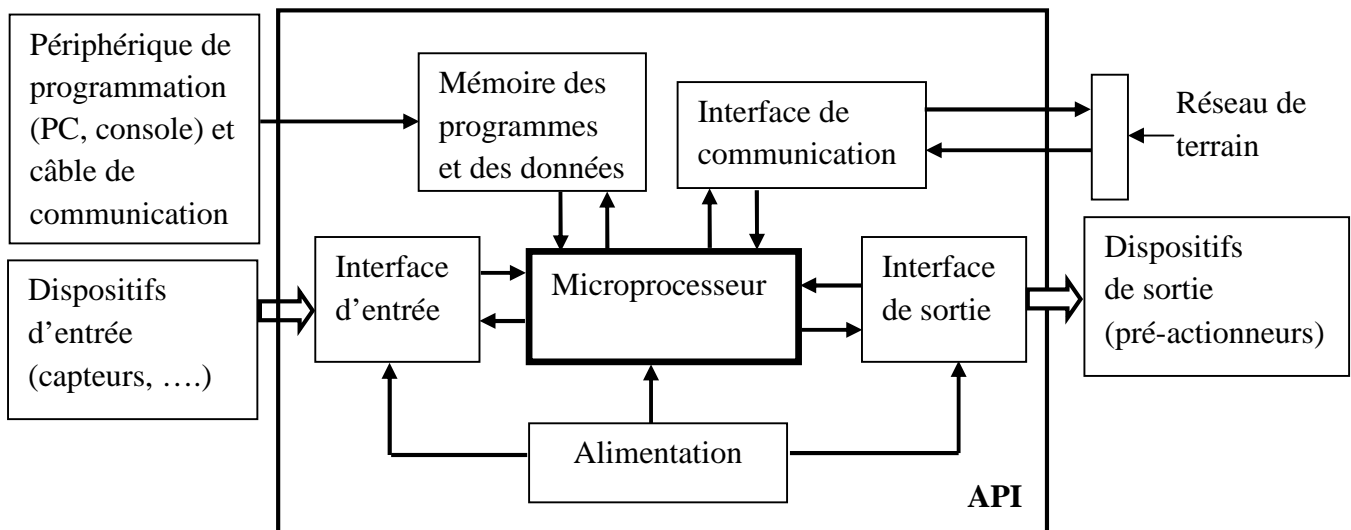 Périphérique de
programmation
(PC, console) et
câble de
communication
Mémoire des
programmes
et des données
Interface de
communication
Réseau de
terrain
Dispositifs
d’entrée
(capteurs, ….)
Interface
d’entrée
Microprocesseur
Interface
de sortie
Dispositifs
de sortie
(pré-actionneurs)
Alimentation
API